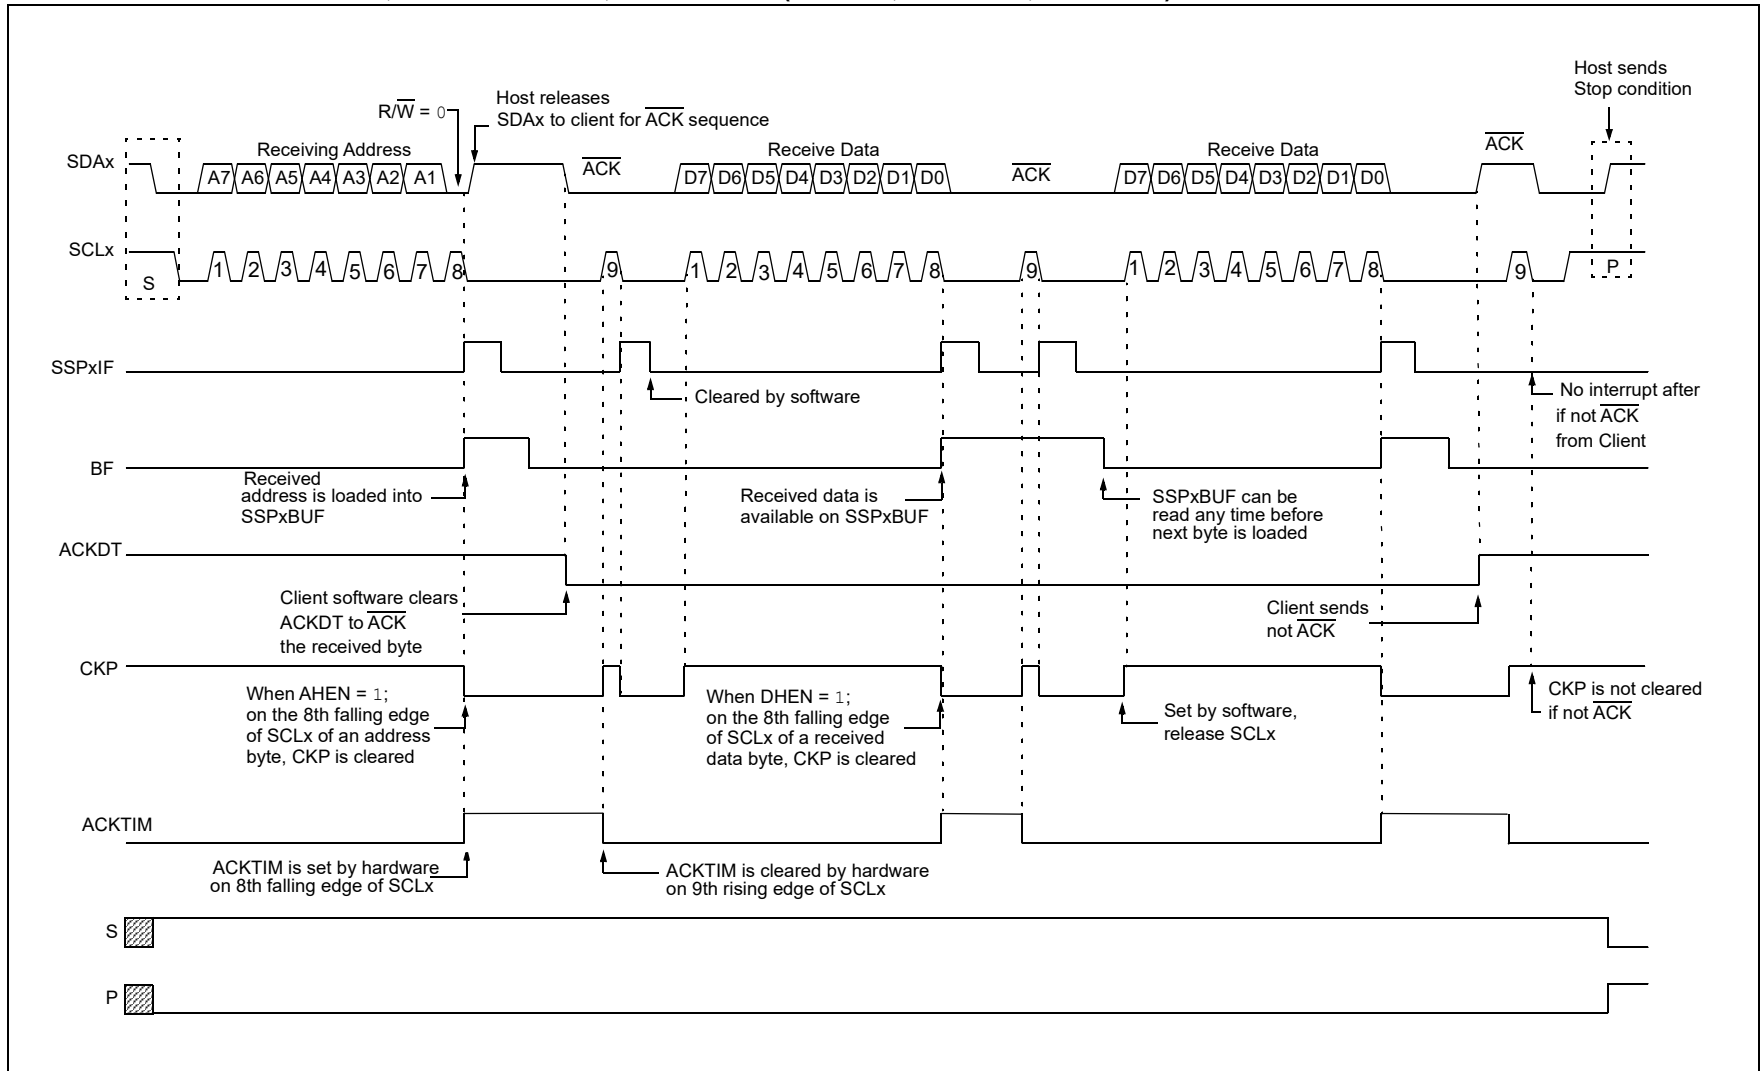 Host sends
Stop condition
Host releases
SDAx to client for ACK sequence
R/W = 0
SDAx
Receiving Address
ACK
Receive Data
ACK
Receive Data
ACK
A7 A6 A5 A4 A3 A2 A1
D7 D6 D5 D4 D3 D2 D1 D0
D7 D6 D5 D4 D3 D2 D1 D0
SCLx
S
1 2 3 4 5 6 7 8 9
1 2 3 4 5 6 7 8 9
1 2 3 4 5 6 7 8 9
P
SSPxIF
Cleared by software
No interrupt after
if not ACK
from Client
BF
Received
address is loaded into
SSPxBUF
Received data is
available on SSPxBUF
SSPxBUF can be
read any time before
next byte is loaded
ACKDT
Client software clears
ACKDT to ACK
the received byte
Client sends
not ACK
CKP
When AHEN = 1;
on the 8th falling edge
of SCLx of an address
byte, CKP is cleared
When DHEN = 1;
on the 8th falling edge
of SCLx of a received
data byte, CKP is cleared
Set by software,
release SCLx
CKP is not cleared
if not ACK
ACKTIM
ACKTIM is set by hardware
on 8th falling edge of SCLx
ACKTIM is cleared by hardware
on 9th rising edge of SCLx
S
P